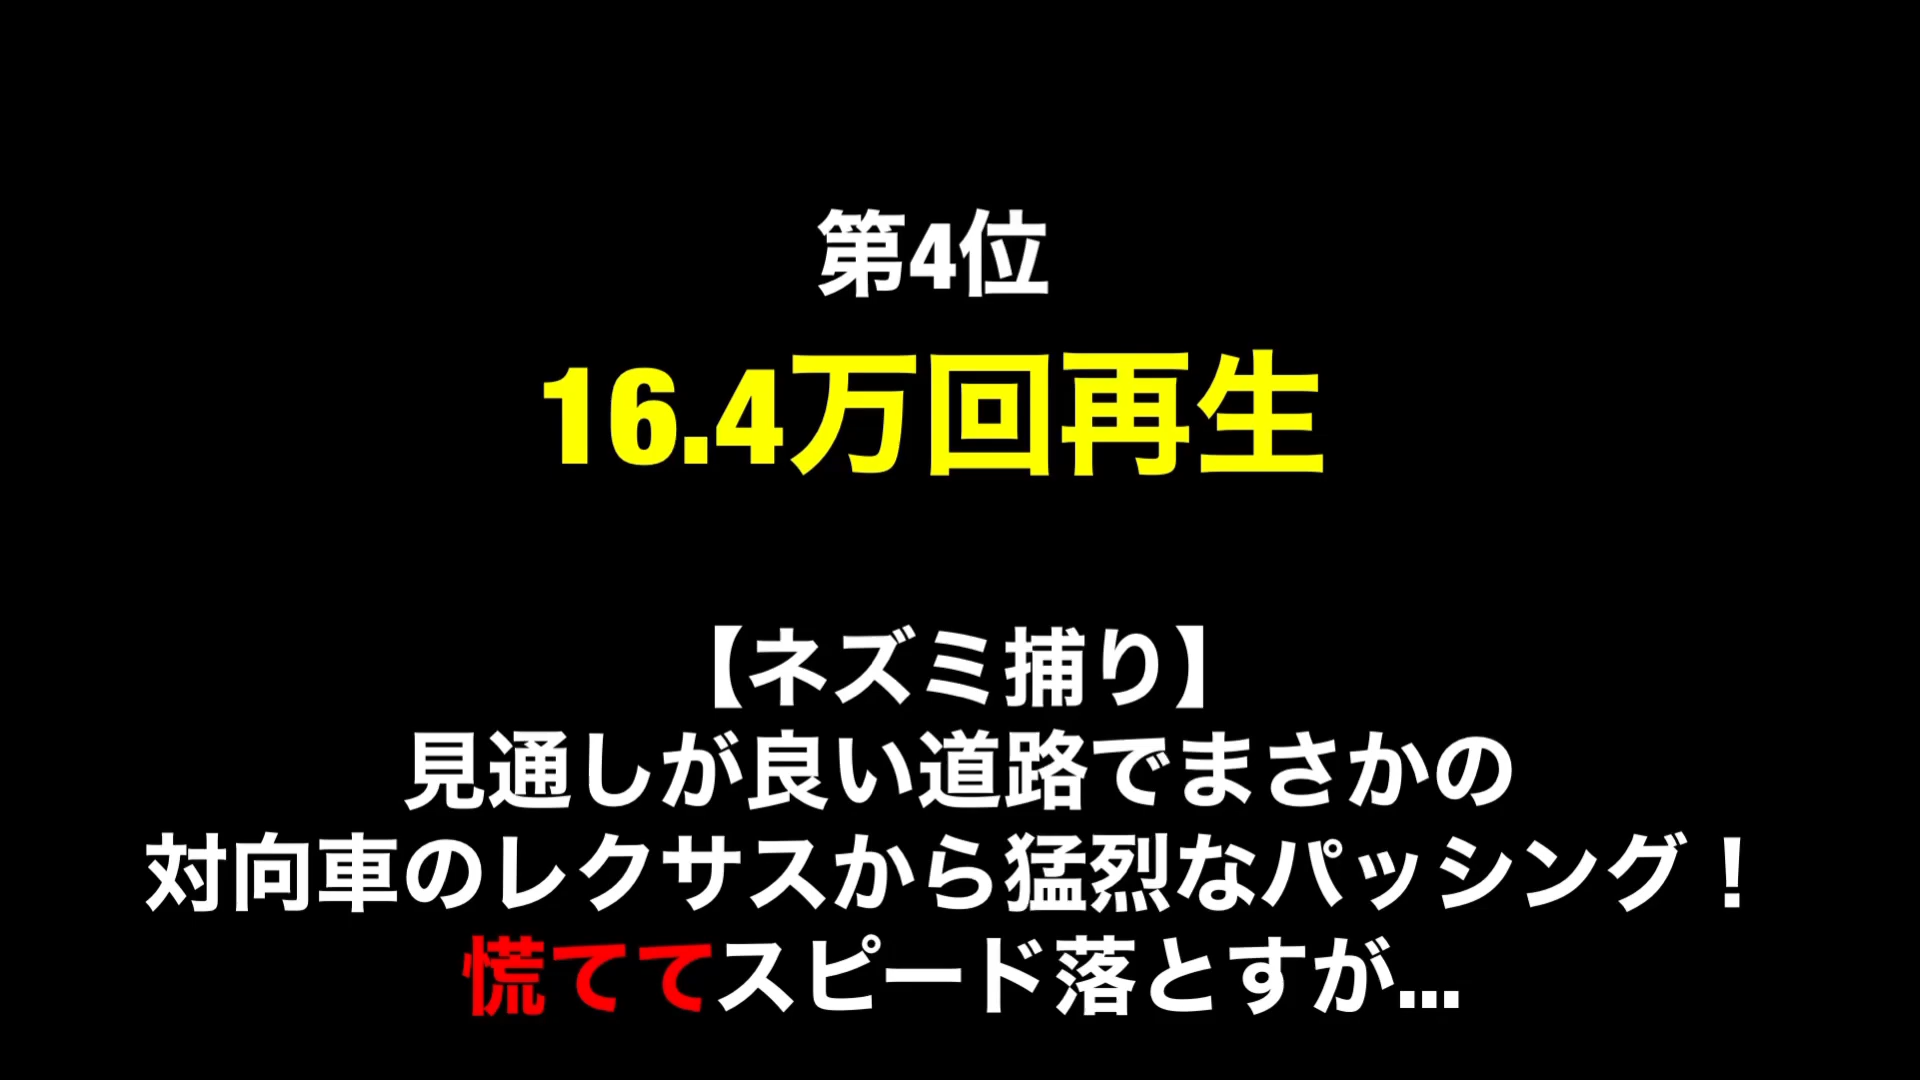 第4位
16.4万回再生
【ネズミ捕り】
見通しが良い道路でまさかの
対向車のレクサスから猛烈なパッシング！
慌ててスピード落とすが...